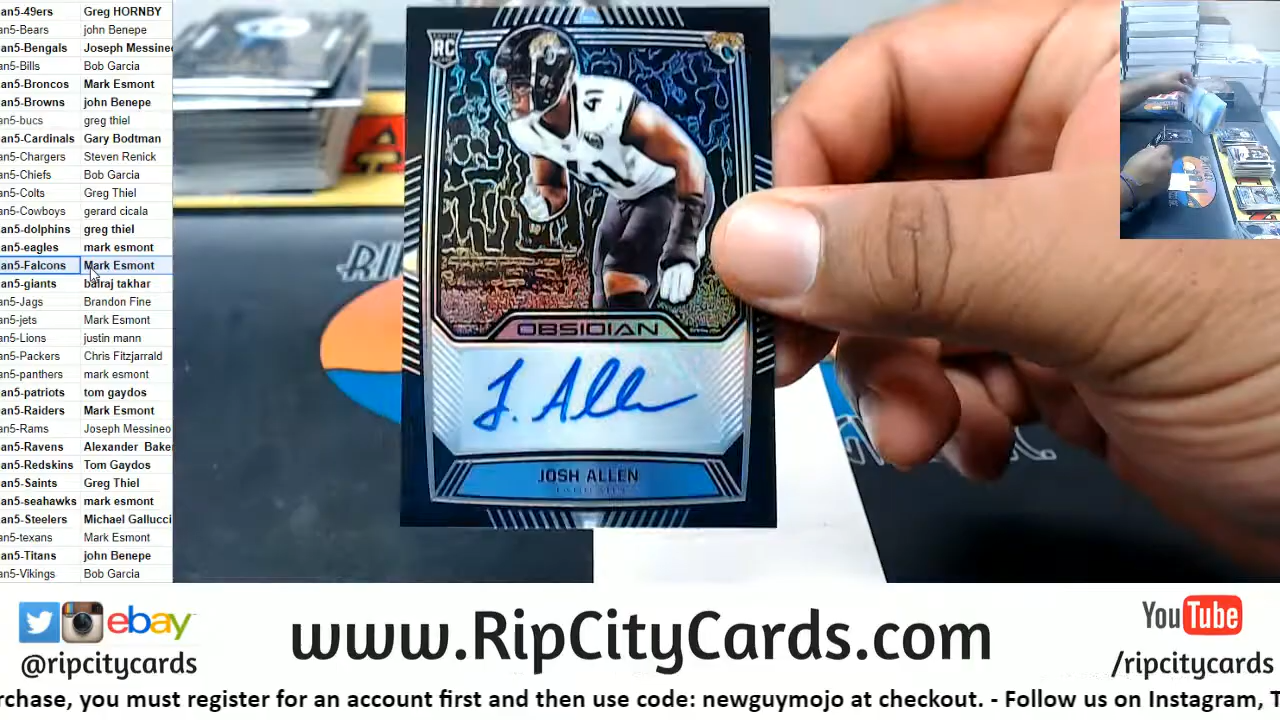 an5-49ers Greg HORNBY
an5-Bears john Benepe
an5-Bengals Joseph Messineo
an5-Bills Bob Garcia
an5-Broncos Mark Esmont
an5-Browns john Benepe
an5-bucs greg thiel
an5-Cardinals Gary Bodtman
an5-Chargers Steven Renick
an5-Chiefs Bob Garcia
an5-Colts Greg Thiel
an5-Cowboys gerard cicala
an5-dolphins greg thiel
an5-eagles mark esmont
an5-Falcons Mark Esmont
an5-giants balraj takhar
an5-Jags Brandon Fine
an5-jets Mark Esmont
an5-Lions justin mann
an5-Packers Chris Fitzjarrald
an5-panthers mark esmont
an5-patriots tom gaydos
an5-Raiders Mark Esmont
an5-Rams Joseph Messineo
an5-Ravens Alexander Bake
an5-Redskins Tom Gaydos
an5-Saints Greg Thiel
an5-seahawks mark esmont
an5-Steelers Michael Gallucci
an5-texans Mark Esmont
an5-Titans john Benepe
an5-Vikings Bob Garcia
RC
41
OBSIDIAN
J. Allen
JOSH ALLEN
JAGUARS
ebay
@ripcitycards
www.RipCityCards.com
YouTube
/ripcitycards
rchase, you must register for an account first and then use code: newguymojo at checkout. - Follow us on Instagram, T